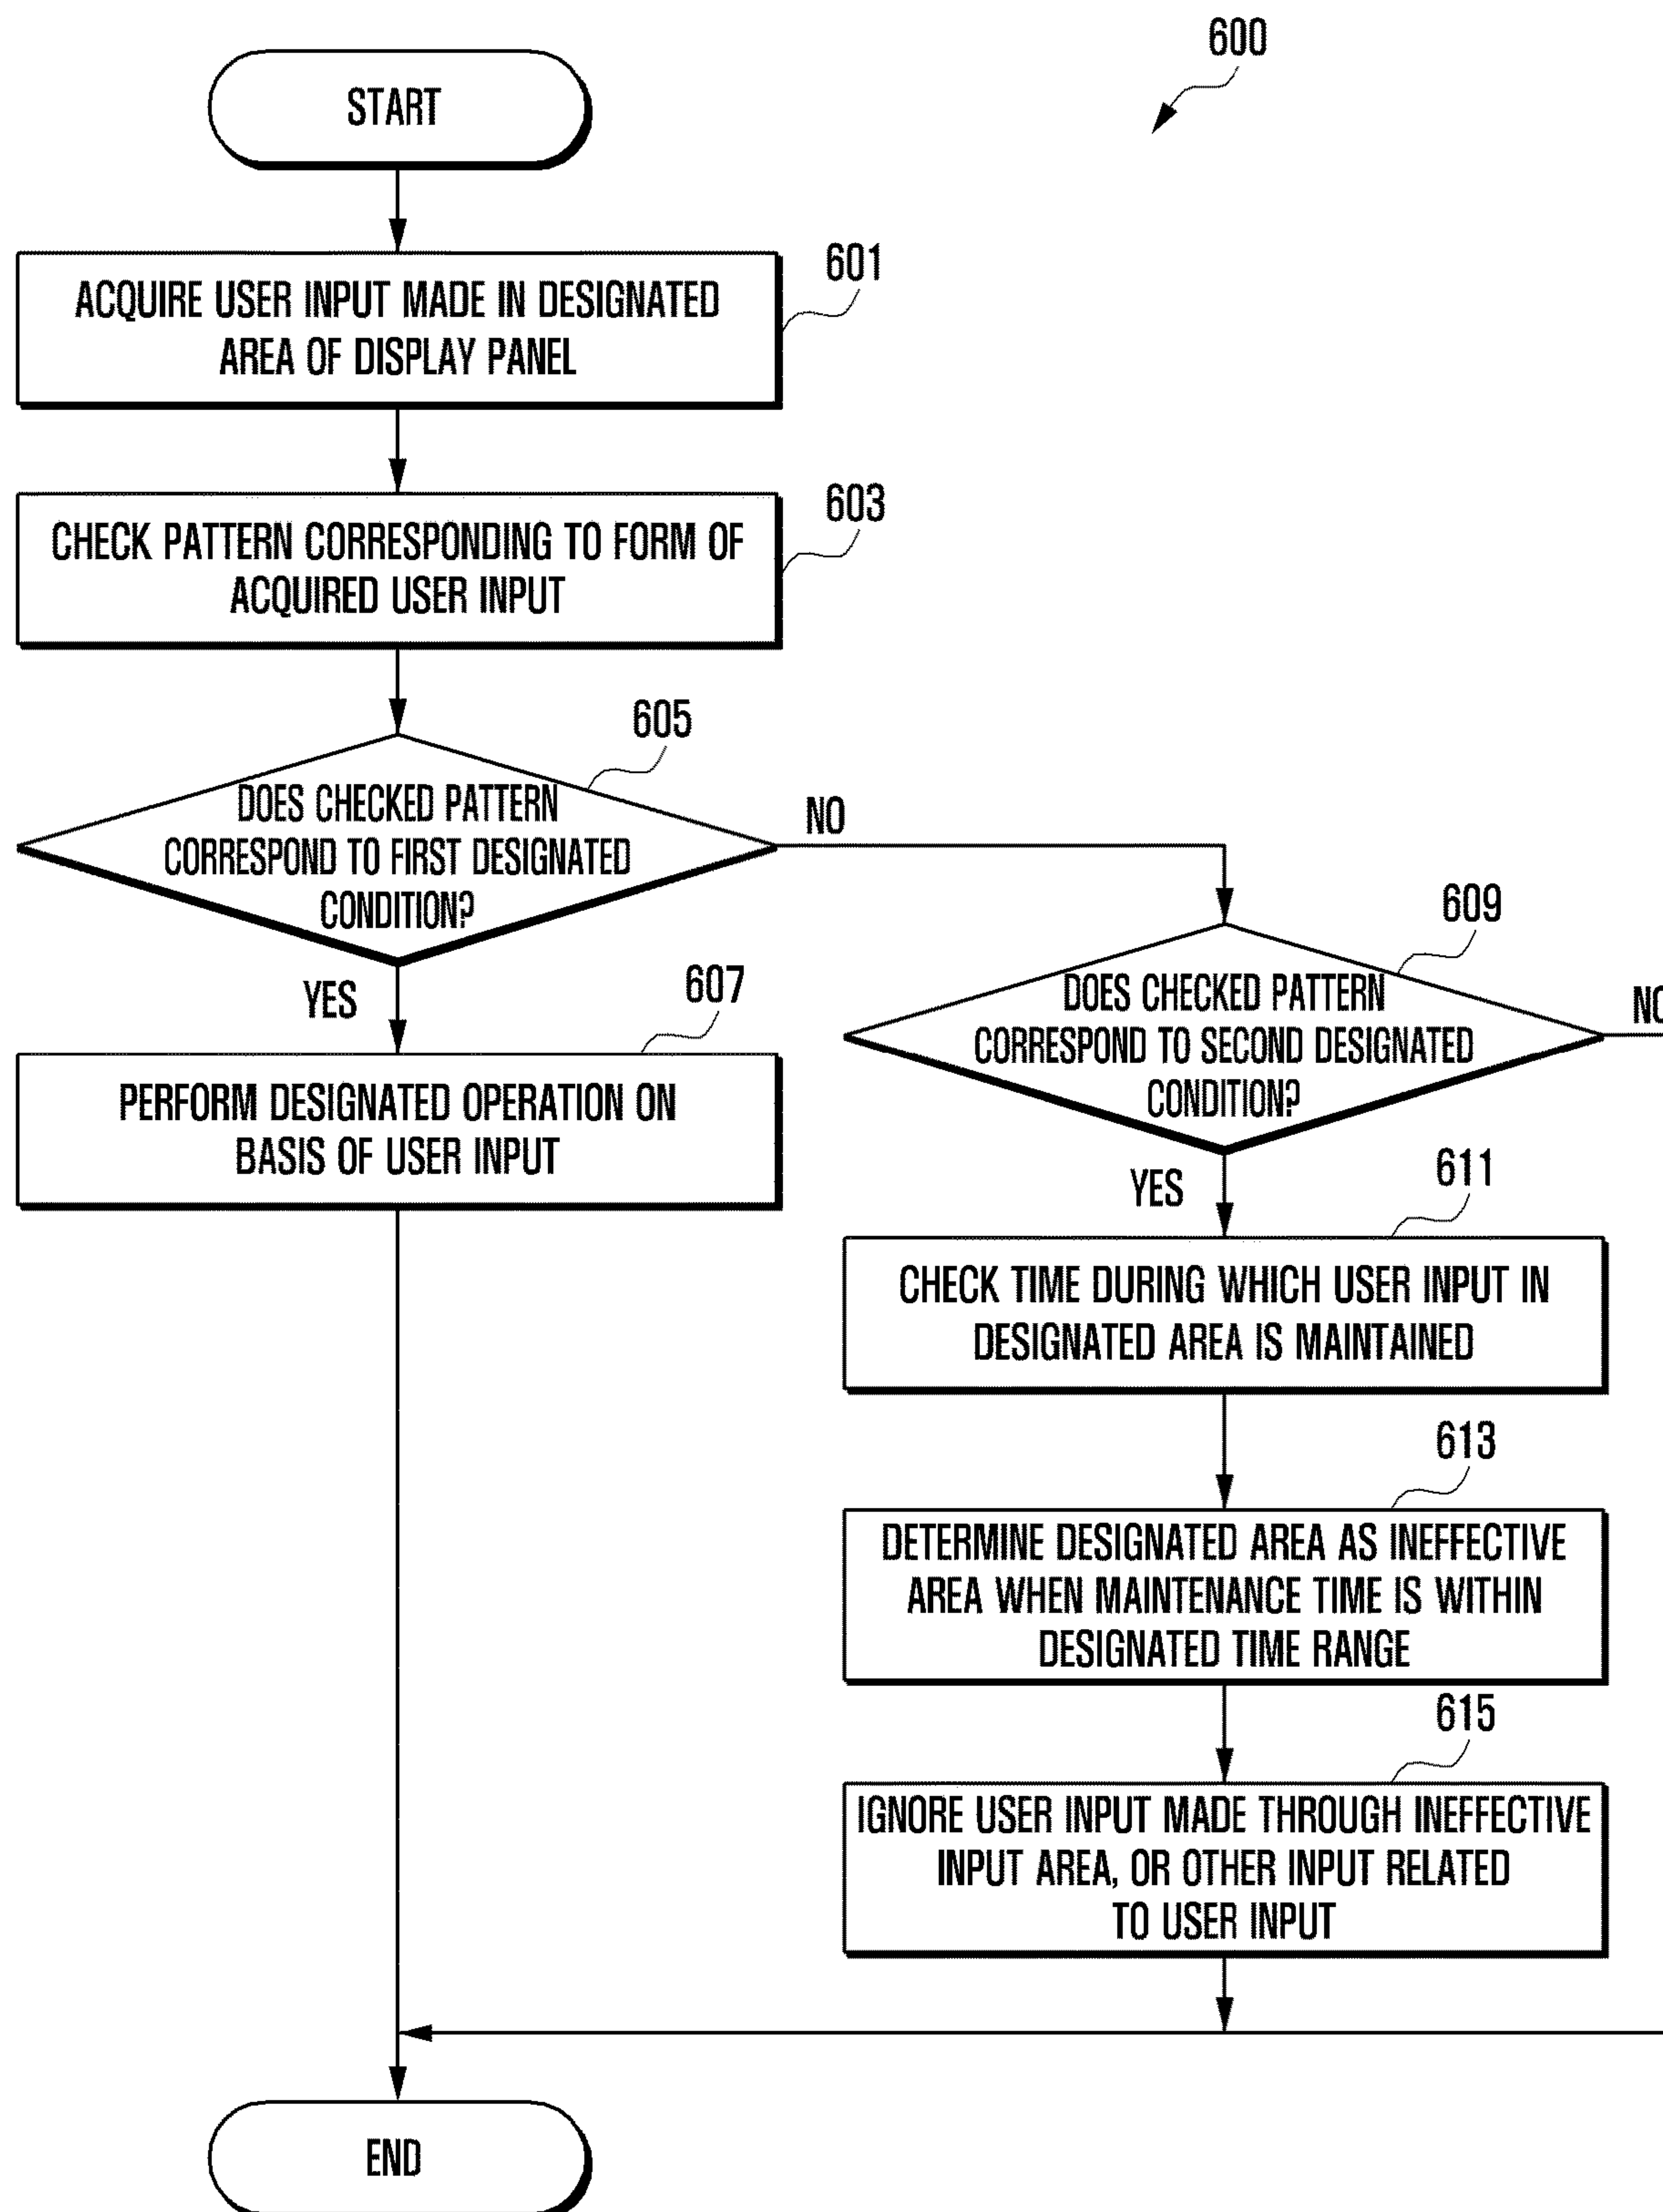 600
START
601
ACQUIRE USER INPUT MADE IN DESIGNATED
AREA OF DISPLAY PANEL
603
CHECK PATTERN CORRESPONDING TO FORM OF
ACQUIRED USER INPUT
605
DOES CHECKED PATTERN
CORRESPOND TO FIRST DESIGNATED
CONDITION?
NO
YES
607
PERFORM DESIGNATED OPERATION ON
BASIS OF USER INPUT
609
DOES CHECKED PATTERN
CORRESPOND TO SECOND DESIGNATED
CONDITION?
NO
YES
611
CHECK TIME DURING WHICH USER INPUT IN
DESIGNATED AREA IS MAINTAINED
613
DETERMINE DESIGNATED AREA AS INEFFECTIVE
AREA WHEN MAINTENANCE TIME IS WITHIN
DESIGNATED TIME RANGE
615
IGNORE USER INPUT MADE THROUGH INEFFECTIVE
INPUT AREA, OR OTHER INPUT RELATED
TO USER INPUT
END